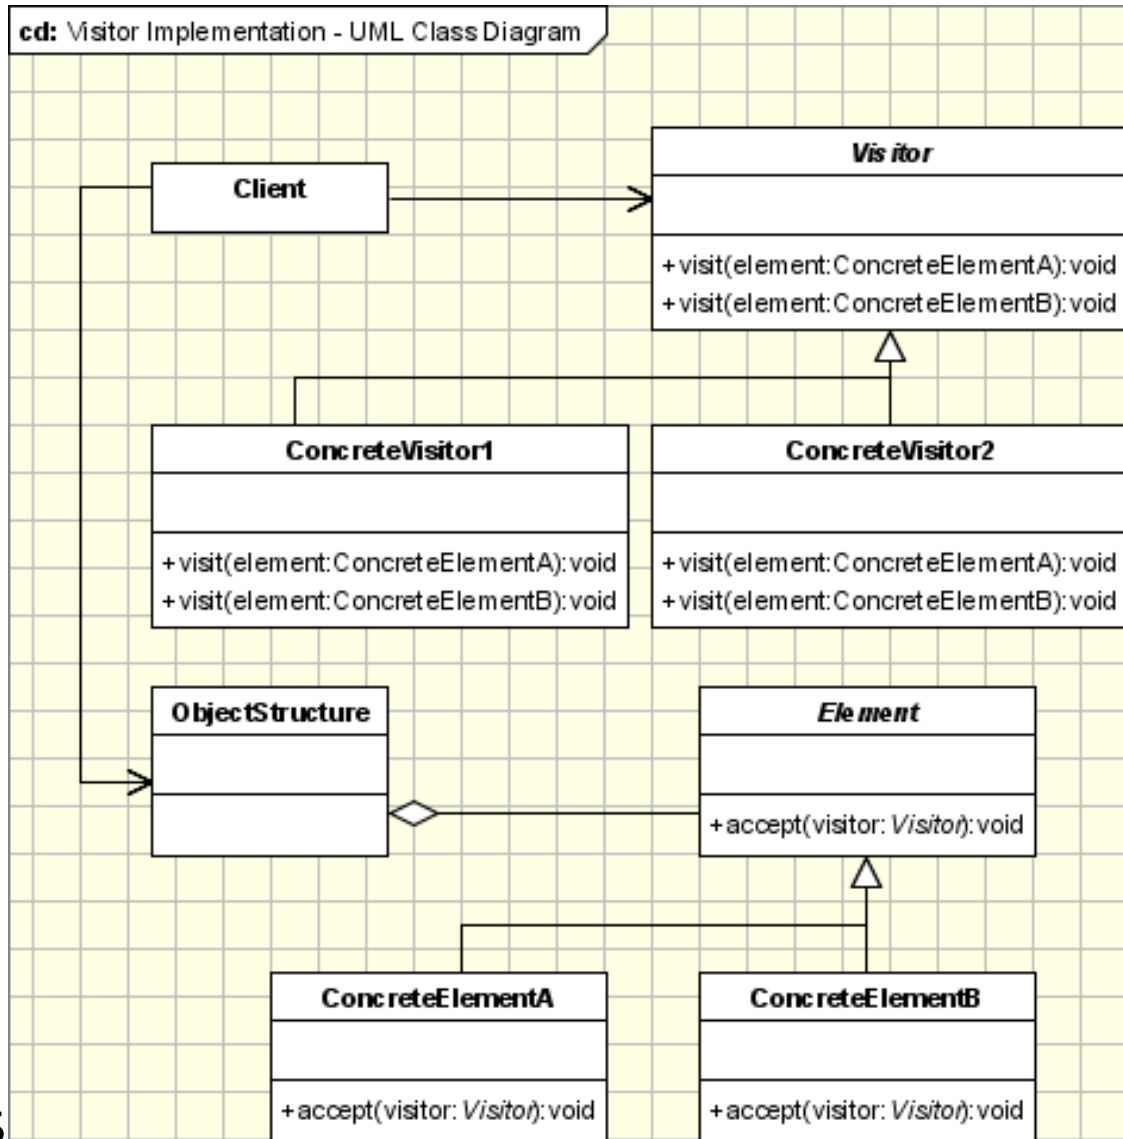 cd: Visitor Implementation - UML Class Diagram
Visitor
Client
+visit(element:ConcreteElementA):void
+visit(element:ConcreteElementB):void
ConcreteVisitor1
ConcreteVisitor2
+visit(element:ConcreteElementA):void
+visit(element:ConcreteElementB):void
+visit(element:ConcreteElementA):void
+visit(element:ConcreteElementB):void
ObjectStructure
Element
+accept(visitor:Visitor):void
ConcreteElementA
ConcreteElementB
+accept(visitor:Visitor):void
+accept(visitor:Visitor):void